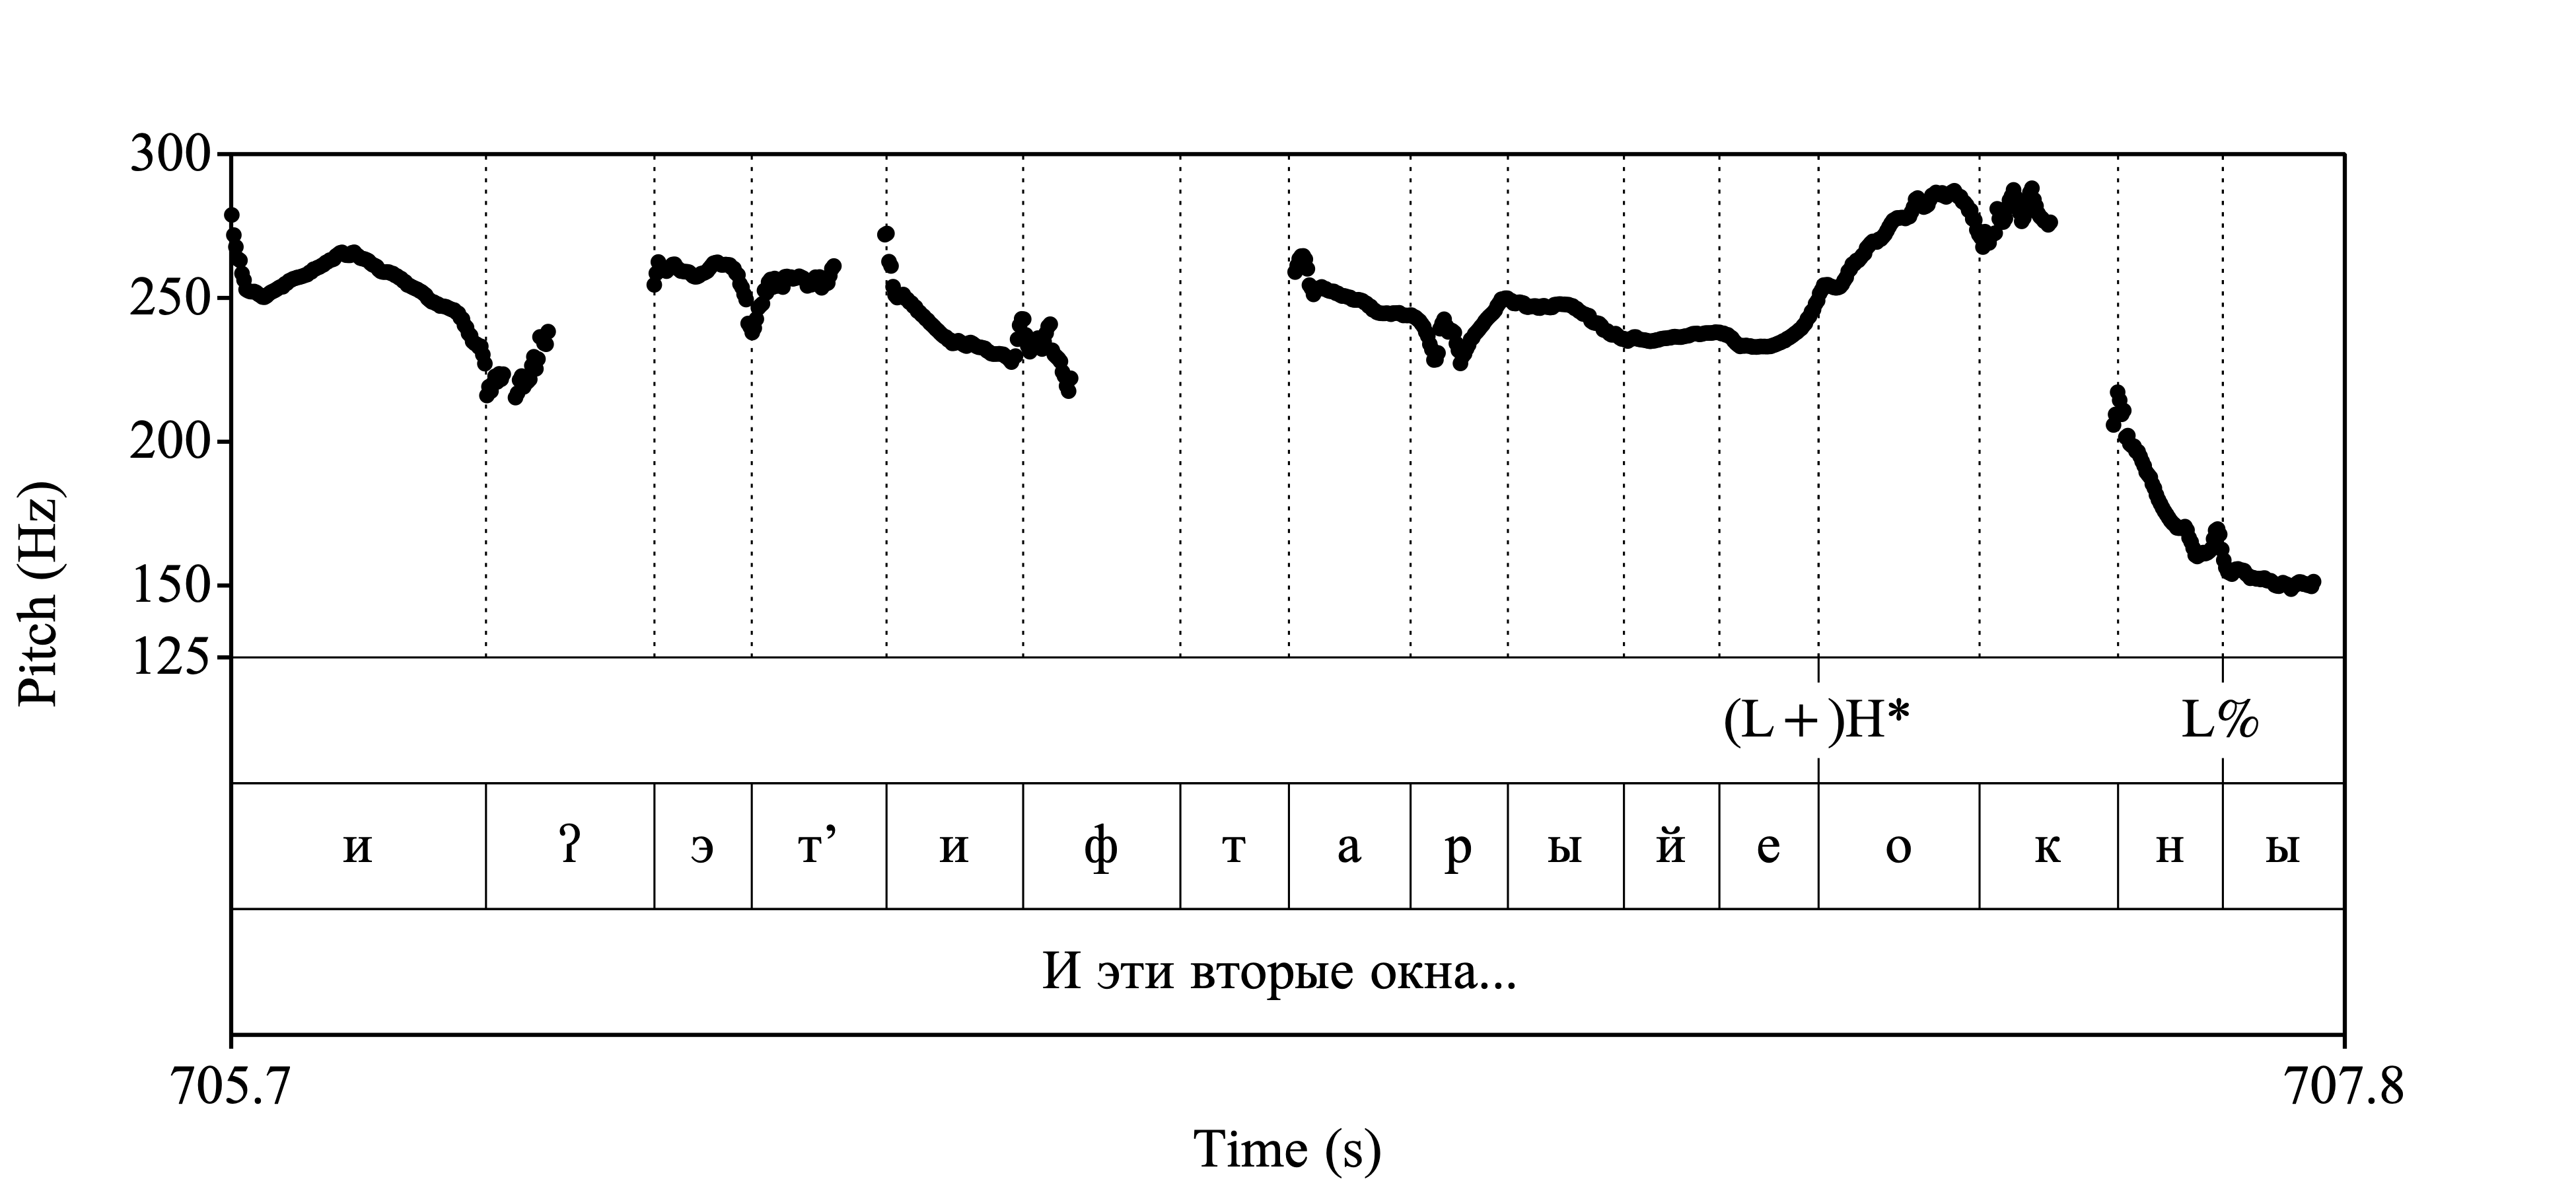 300
250
200
150
125
Pitch (Hz)
(L+)H* L%
и ʔ э т’ и ф т а р ы й е о к н ы
И эти вторые окна...
705.7 707.8
Time (s)